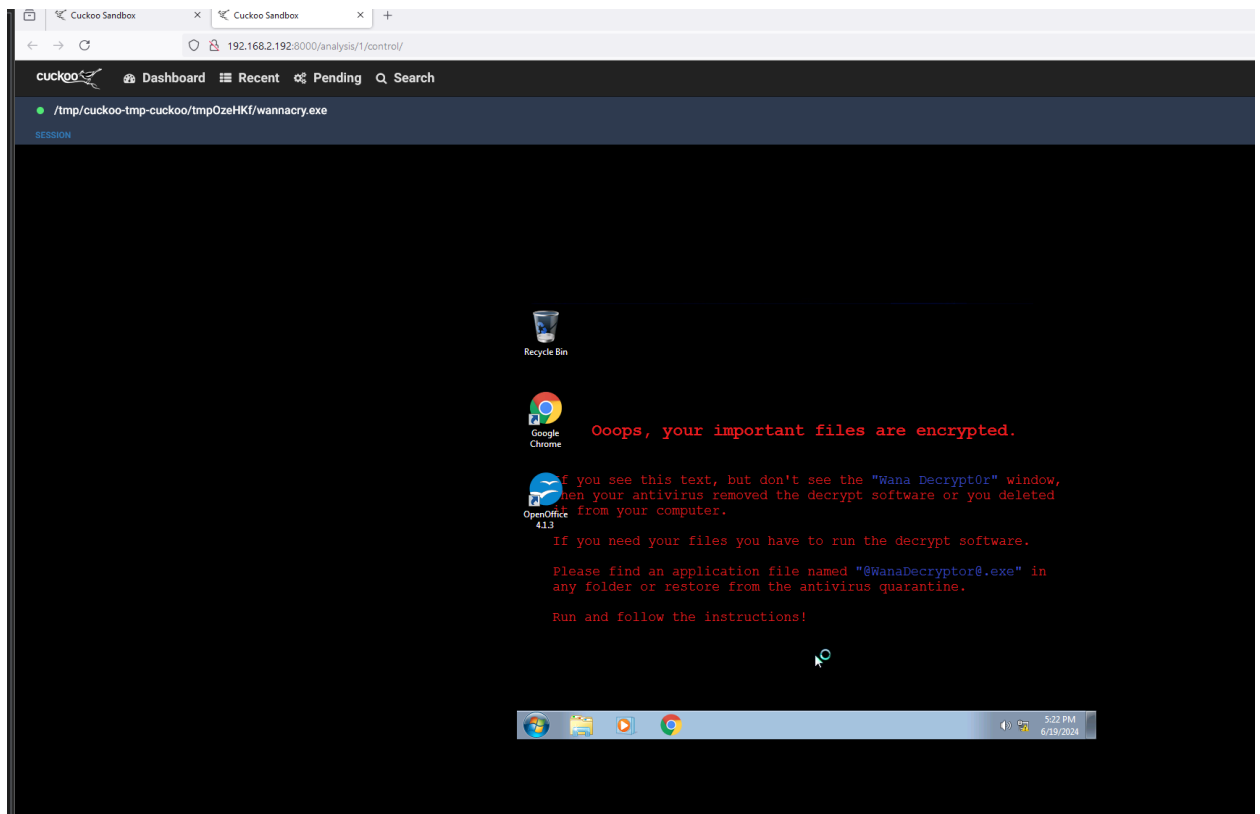 Cuckoo Sandbox
Cuckoo Sandbox
192.168.2.192:8000/analysis/1/control/
cuckoo Dashboard Recent Pending Search
/tmp/cuckoo-tmp-cuckoo/tmpOzeHKf/wannacry.exe
SESSION
Recycle Bin
Google
Chrome
OpenOffice
4.1.3
Ooops, your important files are encrypted.
If you see this text, but don't see the "Wana Decrypt0r" window,
then your antivirus removed the decrypt software or you deleted
it from your computer.
If you need your files you have to run the decrypt software.
Please find an application file named "@WanaDecryptor@.exe" in
any folder or restore from the antivirus quarantine.
Run and follow the instructions!
5:22 PM
6/19/2024